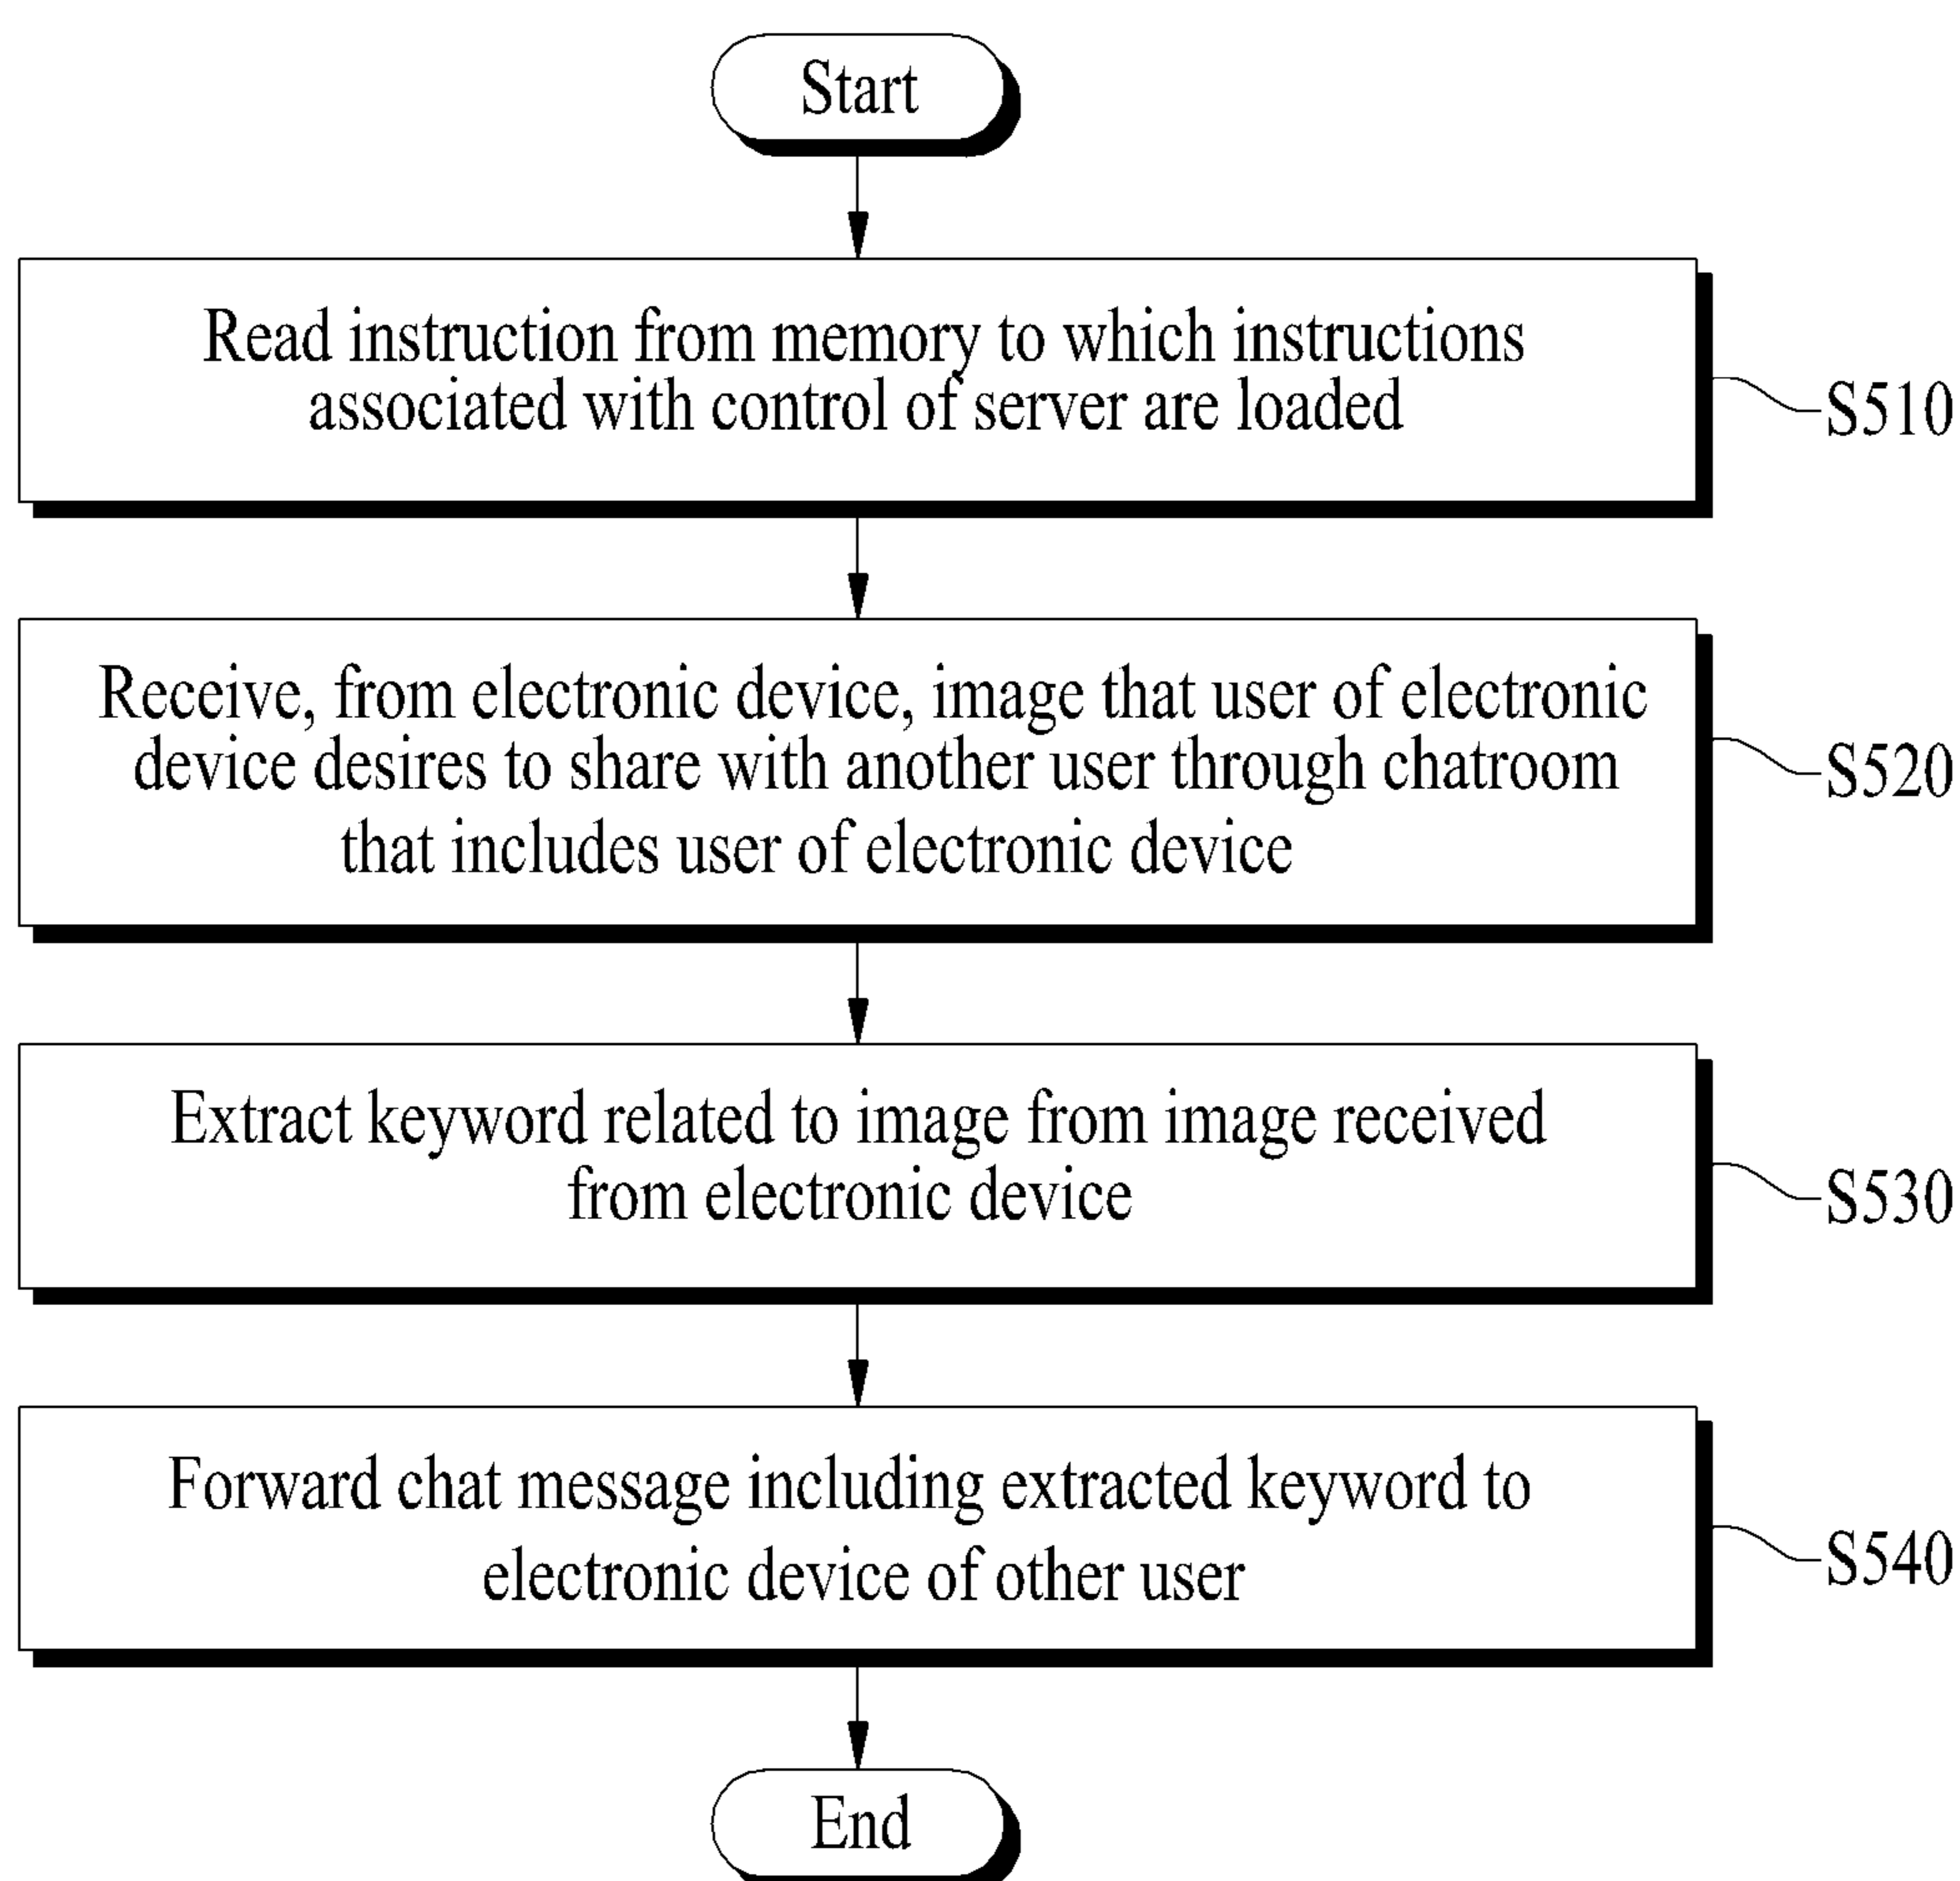 Start
Read instruction from memory to which instructions
associated with control of server are loaded
S510
Receive, from electronic device, image that user of electronic
device desires to share with another user through chatroom
that includes user of electronic device
S520
Extract keyword related to image from image received
from electronic device
S530
Forward chat message including extracted keyword to
electronic device of other user
S540
End